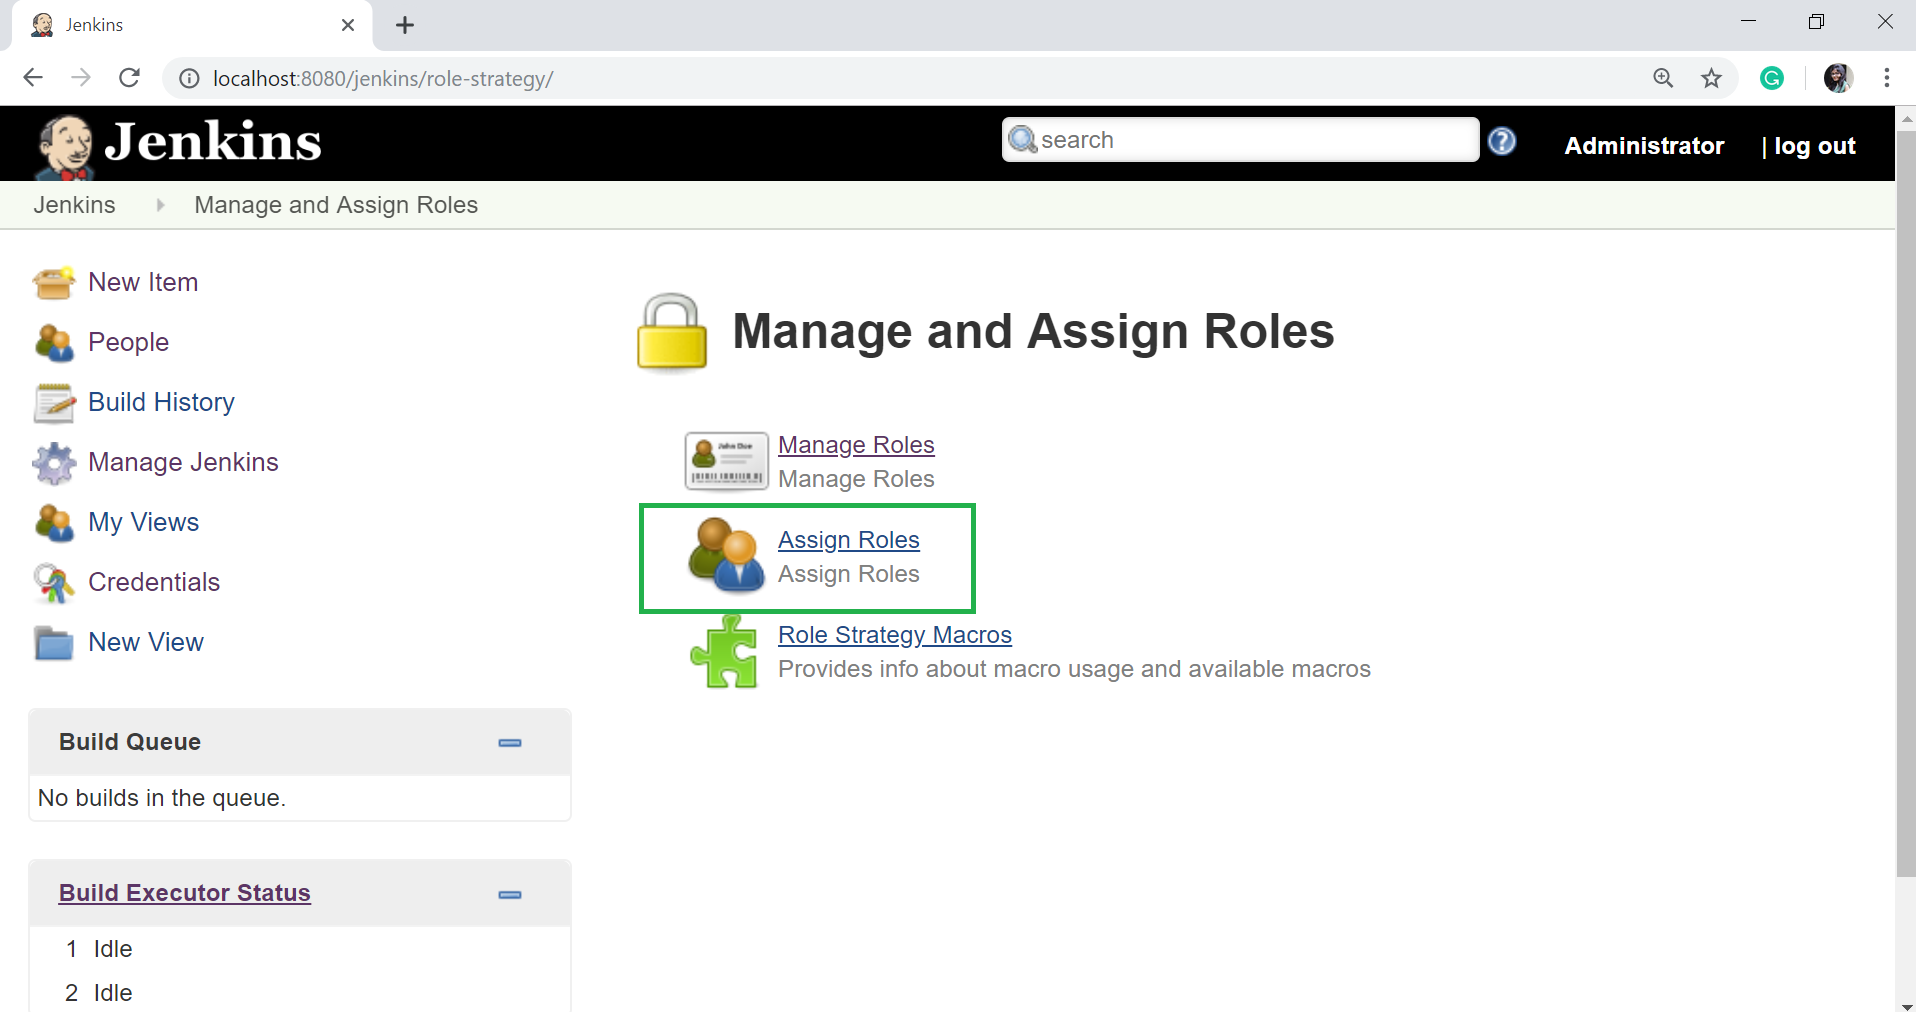 Jenkins
localhost:8080/jenkins/role-strategy/
Jenkins
search
Administrator
| log out
Jenkins
Manage and Assign Roles
New Item
People
Build History
Manage Jenkins
My Views
Credentials
New View
Build Queue
No builds in the queue.
Build Executor Status
1 Idle
2 Idle
Manage and Assign Roles
John Doe
Manage Roles
Manage Roles
Assign Roles
Assign Roles
Role Strategy Macros
Provides info about macro usage and available macros